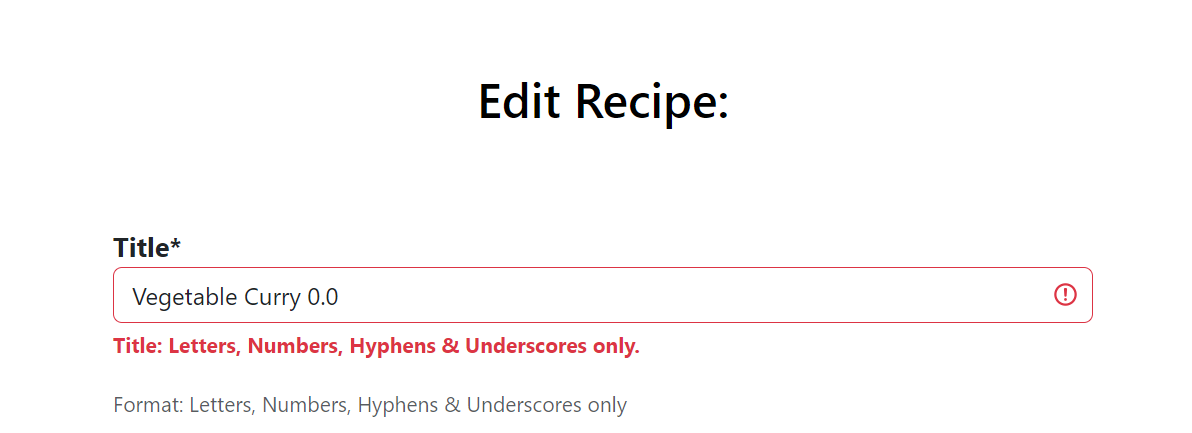 Edit Recipe:
Title*
Vegetable Curry 0.0
Title: Letters, Numbers, Hyphens & Underscores only.
Format: Letters, Numbers, Hyphens & Underscores only